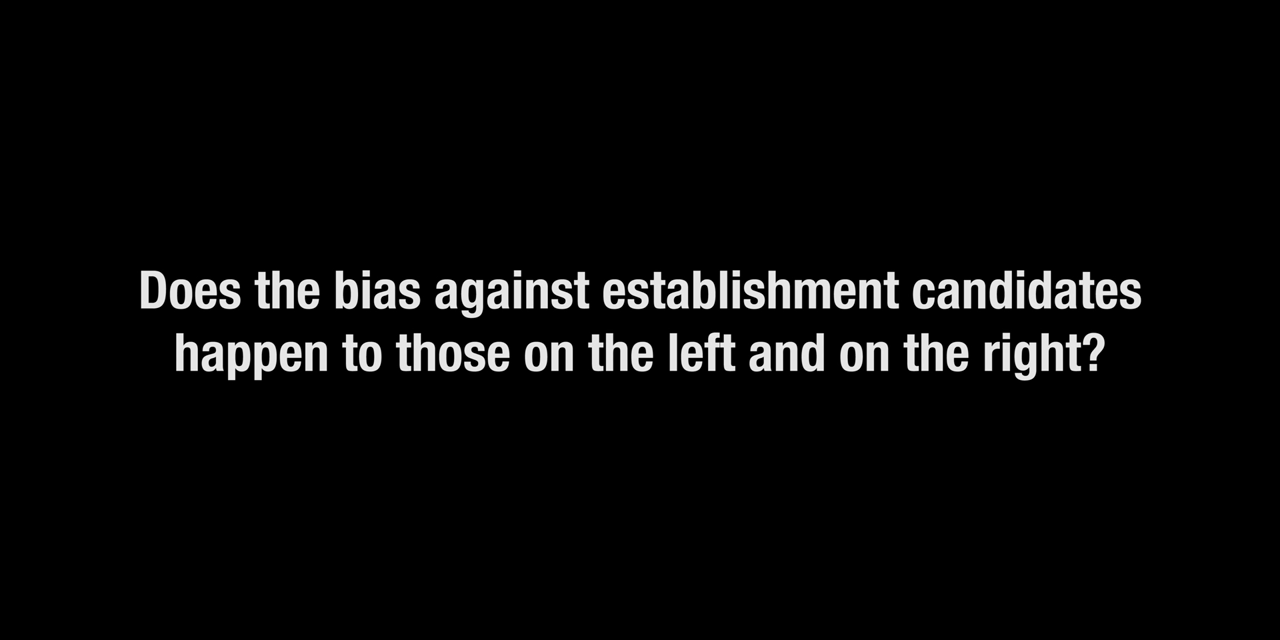 Does the bias against establishment candidates
happen to those on the left and on the right?